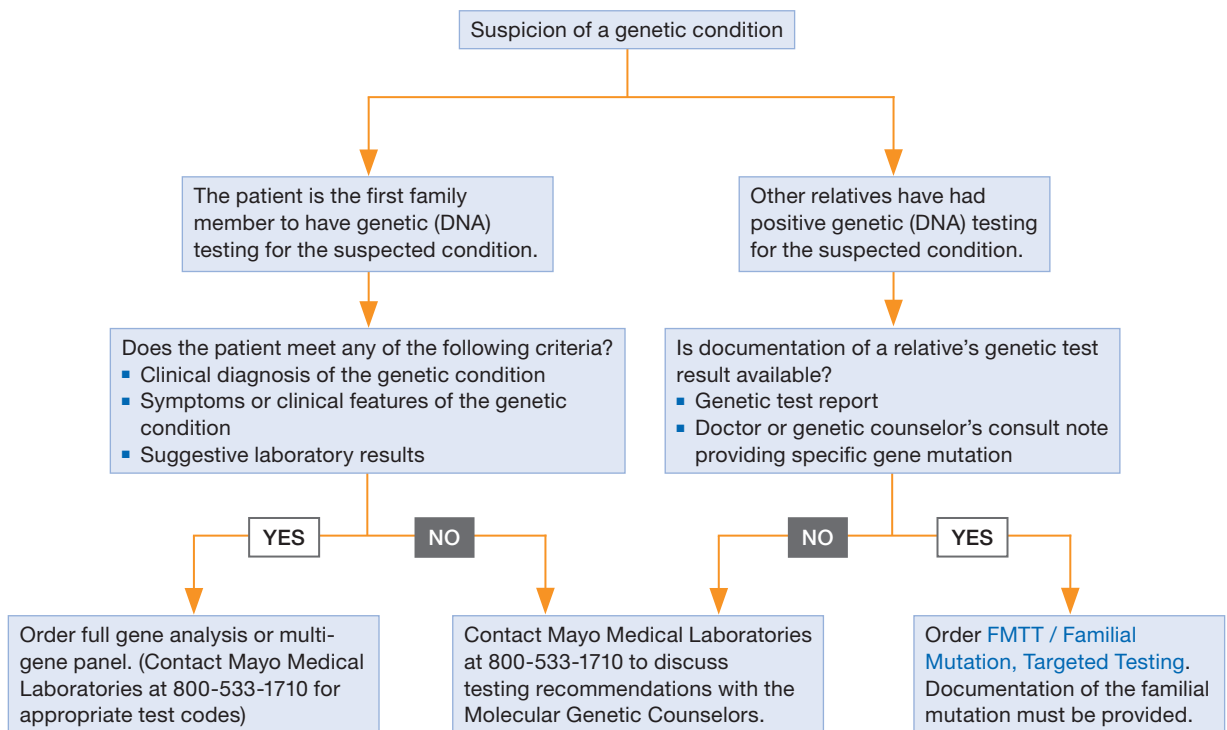 Suspicion of a genetic condition
The patient is the first family
member to have genetic (DNA)
testing for the suspected condition.
Other relatives have had
positive genetic (DNA) testing
for the suspected condition.
Does the patient meet any of the following criteria?
▪ Clinical diagnosis of the genetic condition
▪ Symptoms or clinical features of the genetic
condition
▪ Suggestive laboratory results
Is documentation of a relative’s genetic test
result available?
▪ Genetic test report
▪ Doctor or genetic counselor’s consult note
providing specific gene mutation
YES
NO
NO
YES
Order full gene analysis or multi-
gene panel. (Contact Mayo Medical
Laboratories at 800-533-1710 for
appropriate test codes)
Contact Mayo Medical Laboratories
at 800-533-1710 to discuss
testing recommendations with the
Molecular Genetic Counselors.
Order FMTT / Familial
Mutation, Targeted Testing.
Documentation of the familial
mutation must be provided.